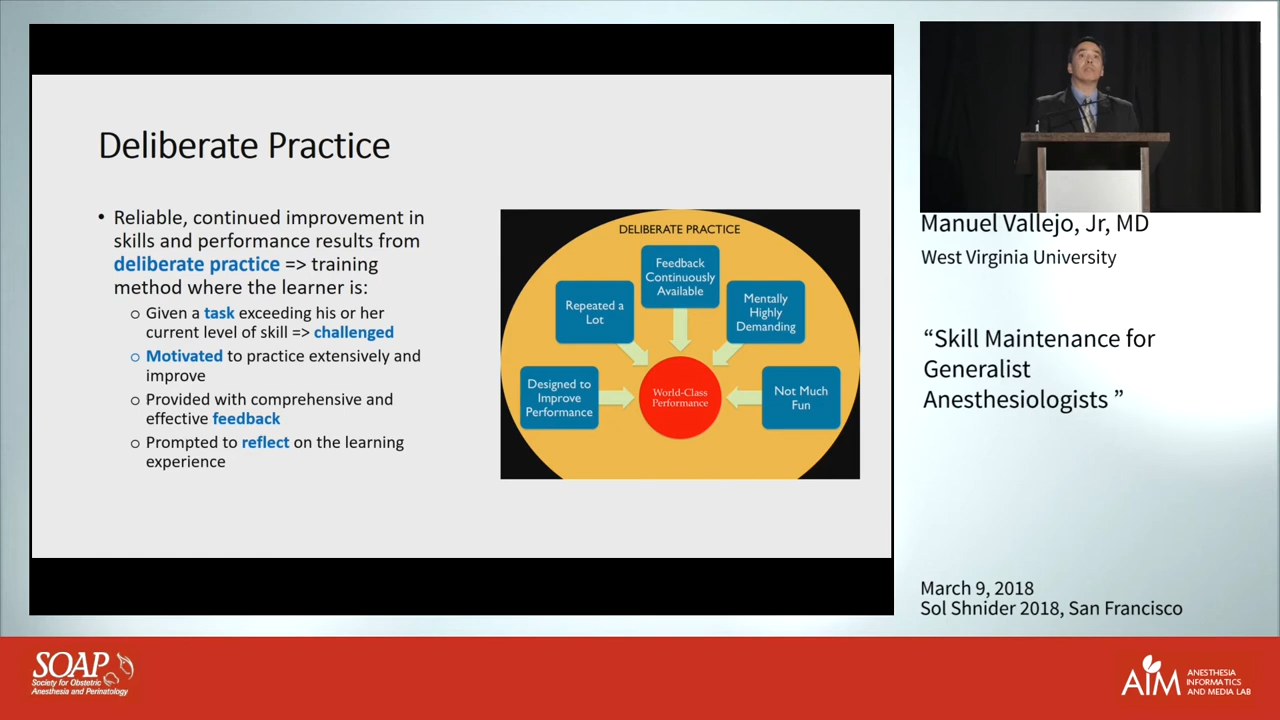 Deliberate Practice
• Reliable, continued improvement in
skills and performance results from
deliberate practice => training
method where the learner is:
o Given a task exceeding his or her
current level of skill => challenged
o Motivated to practice extensively and
improve
o Provided with comprehensive and
effective feedback
o Prompted to reflect on the learning
experience
DELIBERATE PRACTICE
Designed to
Improve
Performance
Repeated a
Lot
Feedback
Continuously
Available
Mentally
Highly
Demanding
Not Much
Fun
World-Class
Performance
Manuel Vallejo, Jr, MD
West Virginia University
“Skill Maintenance for
Generalist
Anesthesiologists ”
March 9, 2018
Sol Shnider 2018, San Francisco
SOAP
Society for Obstetric
Anesthesia and Perinatology
AIM
ANESTHESIA
INFORMATICS
AND MEDIA LAB